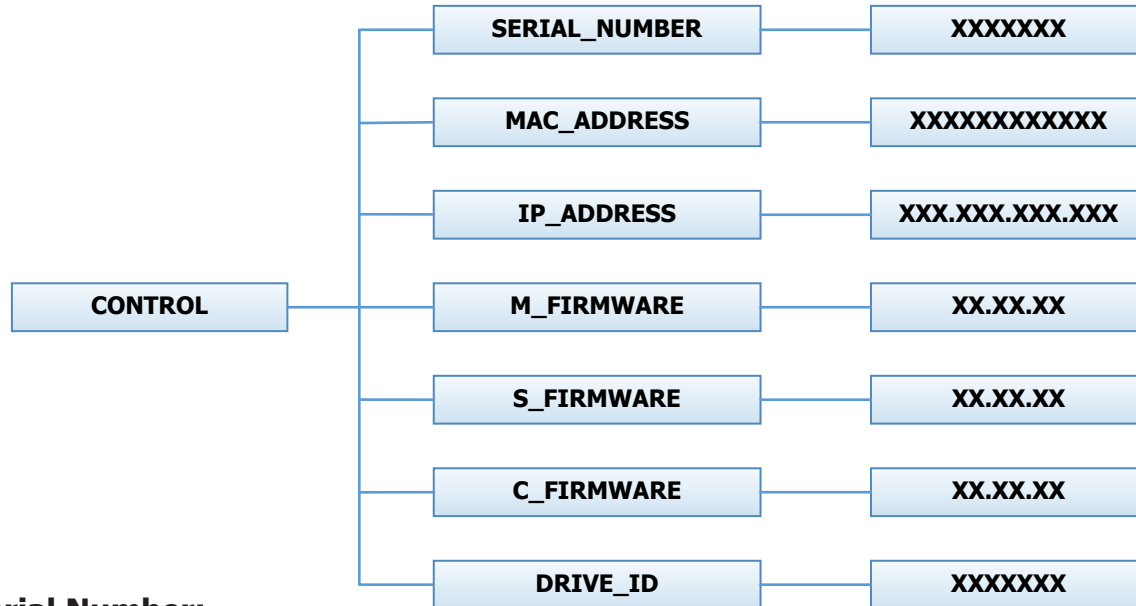 SERIAL_NUMBER XXXXXXX
MAC_ADDRESS XXXXXXXXXXXX
IP_ADDRESS XXX.XXX.XXX.XXX
CONTROL M_FIRMWARE XX.XX.XX
S_FIRMWARE XX.XX.XX
C_FIRMWARE XX.XX.XX
DRIVE_ID XXXXXXX